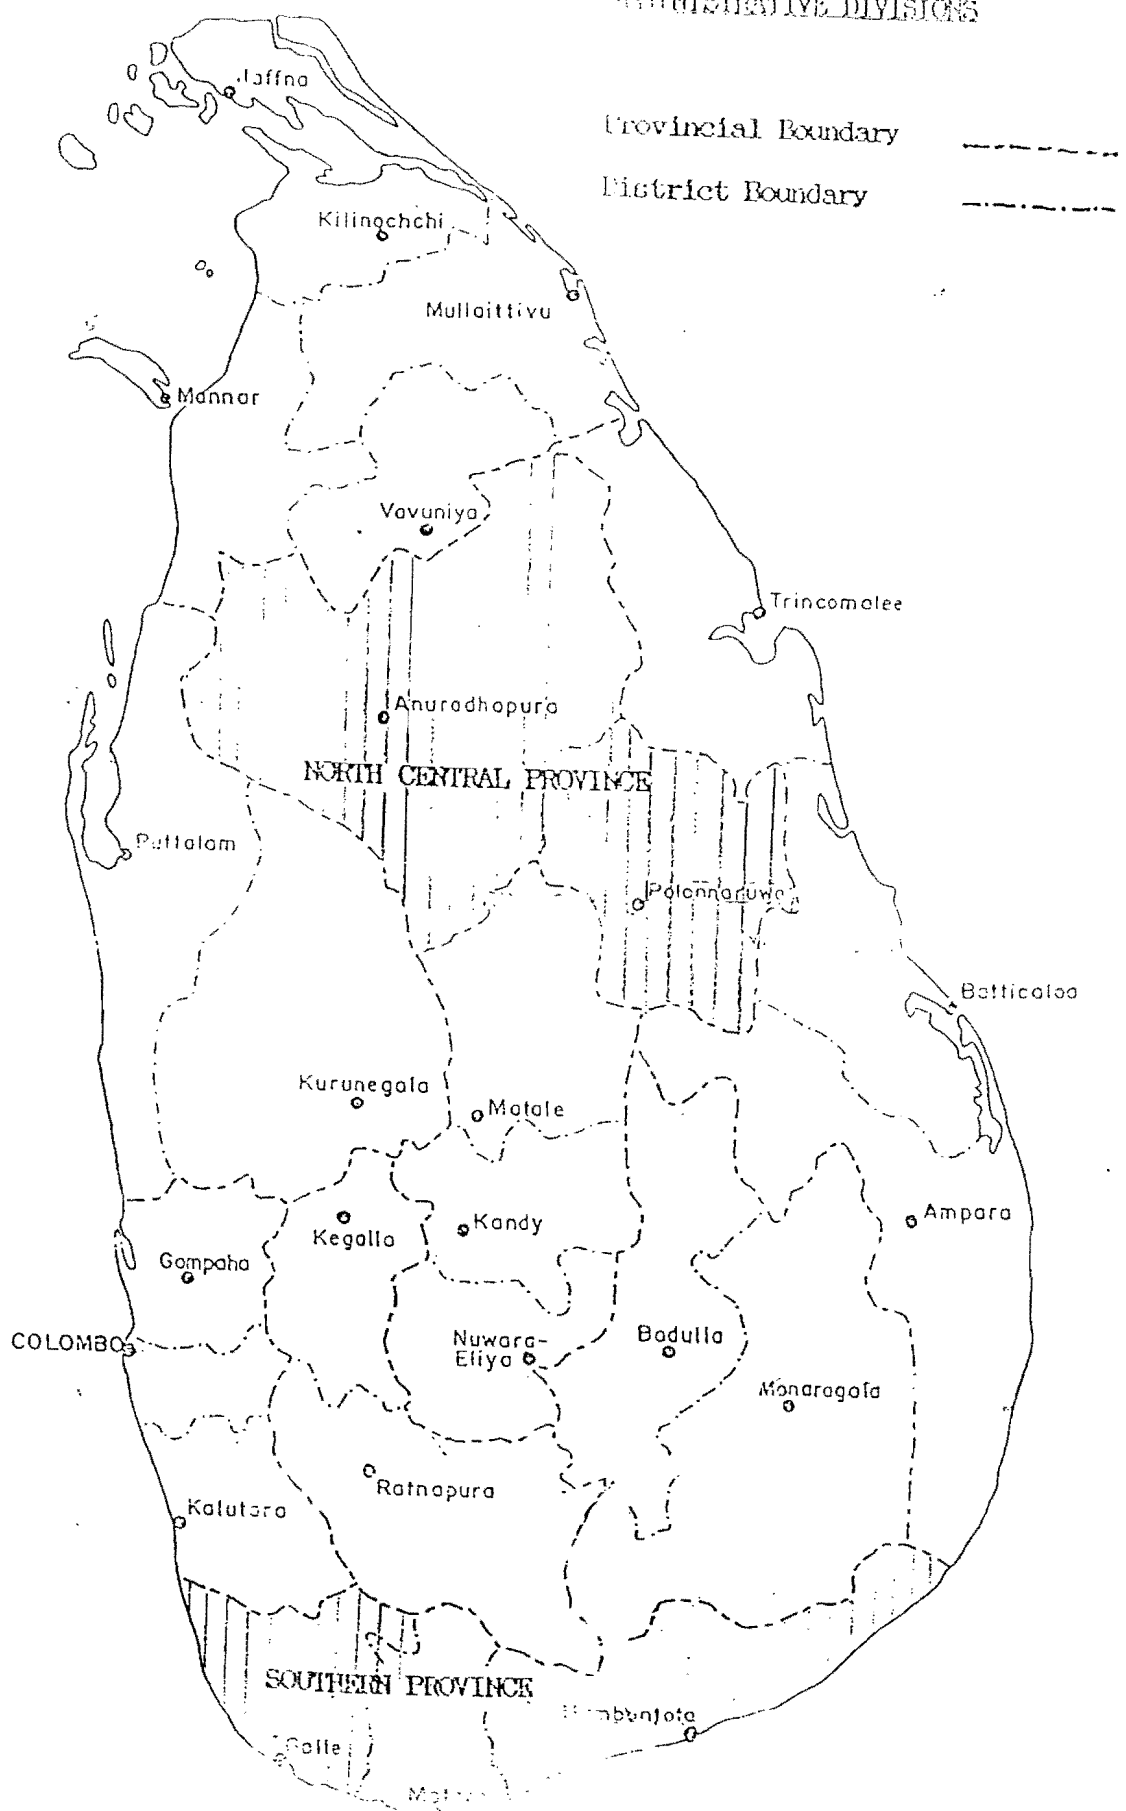 DIVISIONS
Provincial Boundary
District Boundary
Jaffna
Kilinochchi
Mullaittivu
Mannar
Vavuniya
Trincomalee
Anuradhapura
NORTH CENTRAL PROVINCE
Puttalam
Polonnaruwa
Batticaloa
Kurunegala
Matale
Kegalla
Kandy
Ampara
Gampaha
COLOMBO
Nuwara-
Eliya
Badulla
Monaragala
Ratnapura
Kalutara
SOUTHERN PROVINCE
Galle